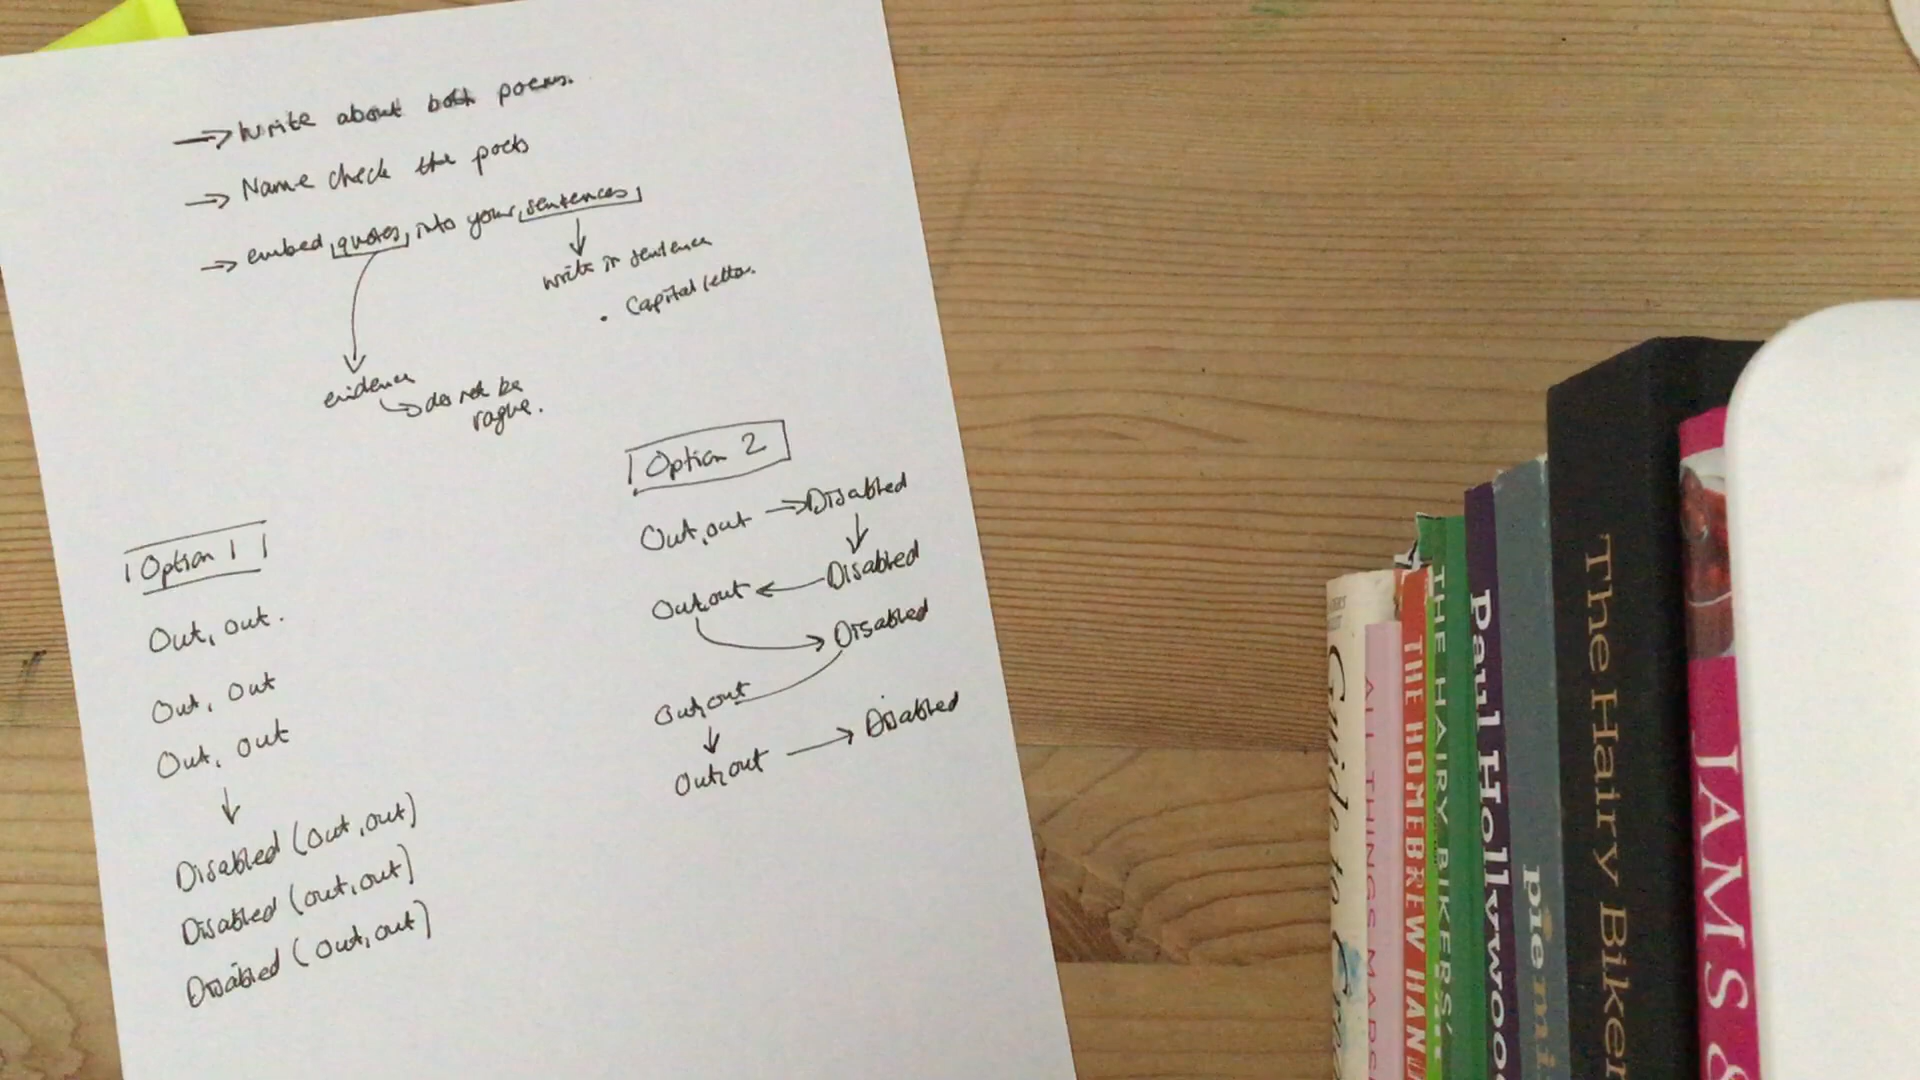 → Write about both poems.
→ Name check the poets
→ embed quotes, into your sentences
write in sentence
. Capital letter.
evidence
do not be
vague.
Option 1
Out, out.
Out, out
Out, out
Disabled (out, out)
Disabled (out, out)
Disabled (out, out)
Option 2
Out, out → Disabled
Out, out ← Disabled
Disabled
Out, out
Out, out → Disabled
Guide to
ALL THINGS
THE HOMEBREW HAN
THE HAIRY BIKERS'
Paul Hollywoo
The Hairy Biker
JAMS &